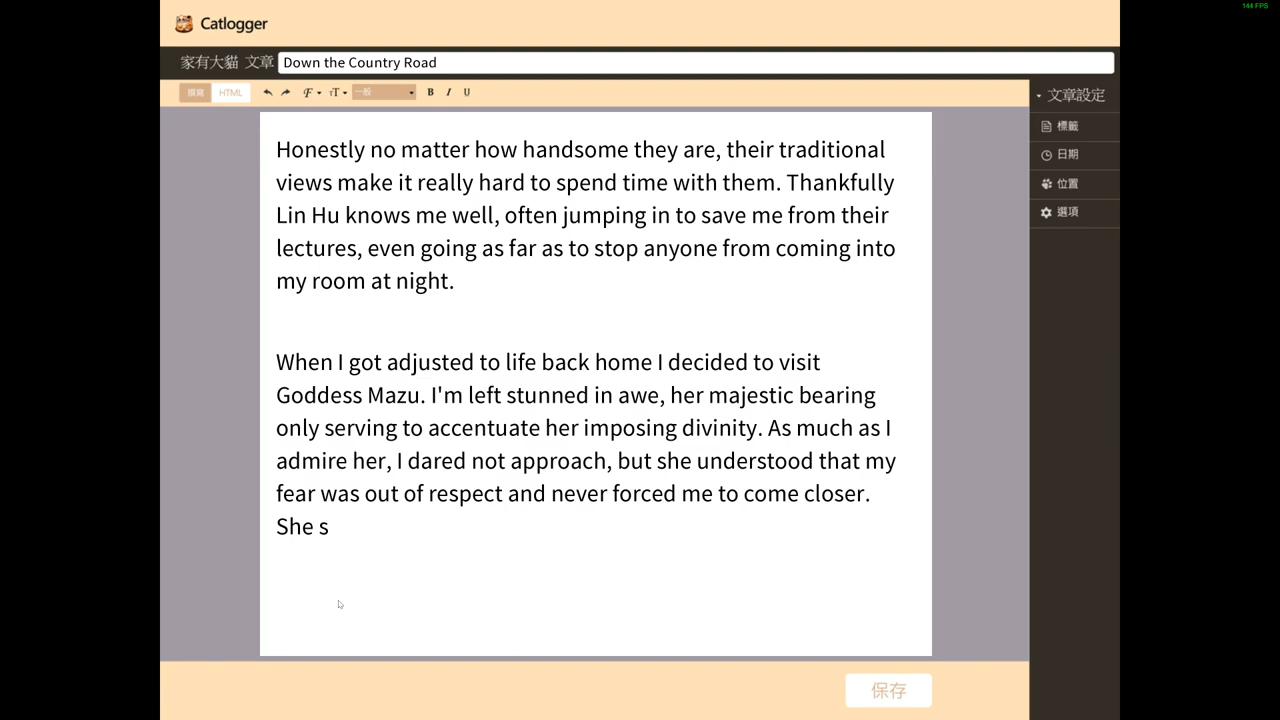 144 FPS
Catlogger
家有大貓 文章 Down the Country Road
撰寫 HTML F T 一般 B I U
文章設定
標籤
日期
位置
選項
Honestly no matter how handsome they are, their traditional
views make it really hard to spend time with them. Thankfully
Lin Hu knows me well, often jumping in to save me from their
lectures, even going as far as to stop anyone from coming into
my room at night.
When I got adjusted to life back home I decided to visit
Goddess Mazu. I'm left stunned in awe, her majestic bearing
only serving to accentuate her imposing divinity. As much as I
admire her, I dared not approach, but she understood that my
fear was out of respect and never forced me to come closer.
She s
保存